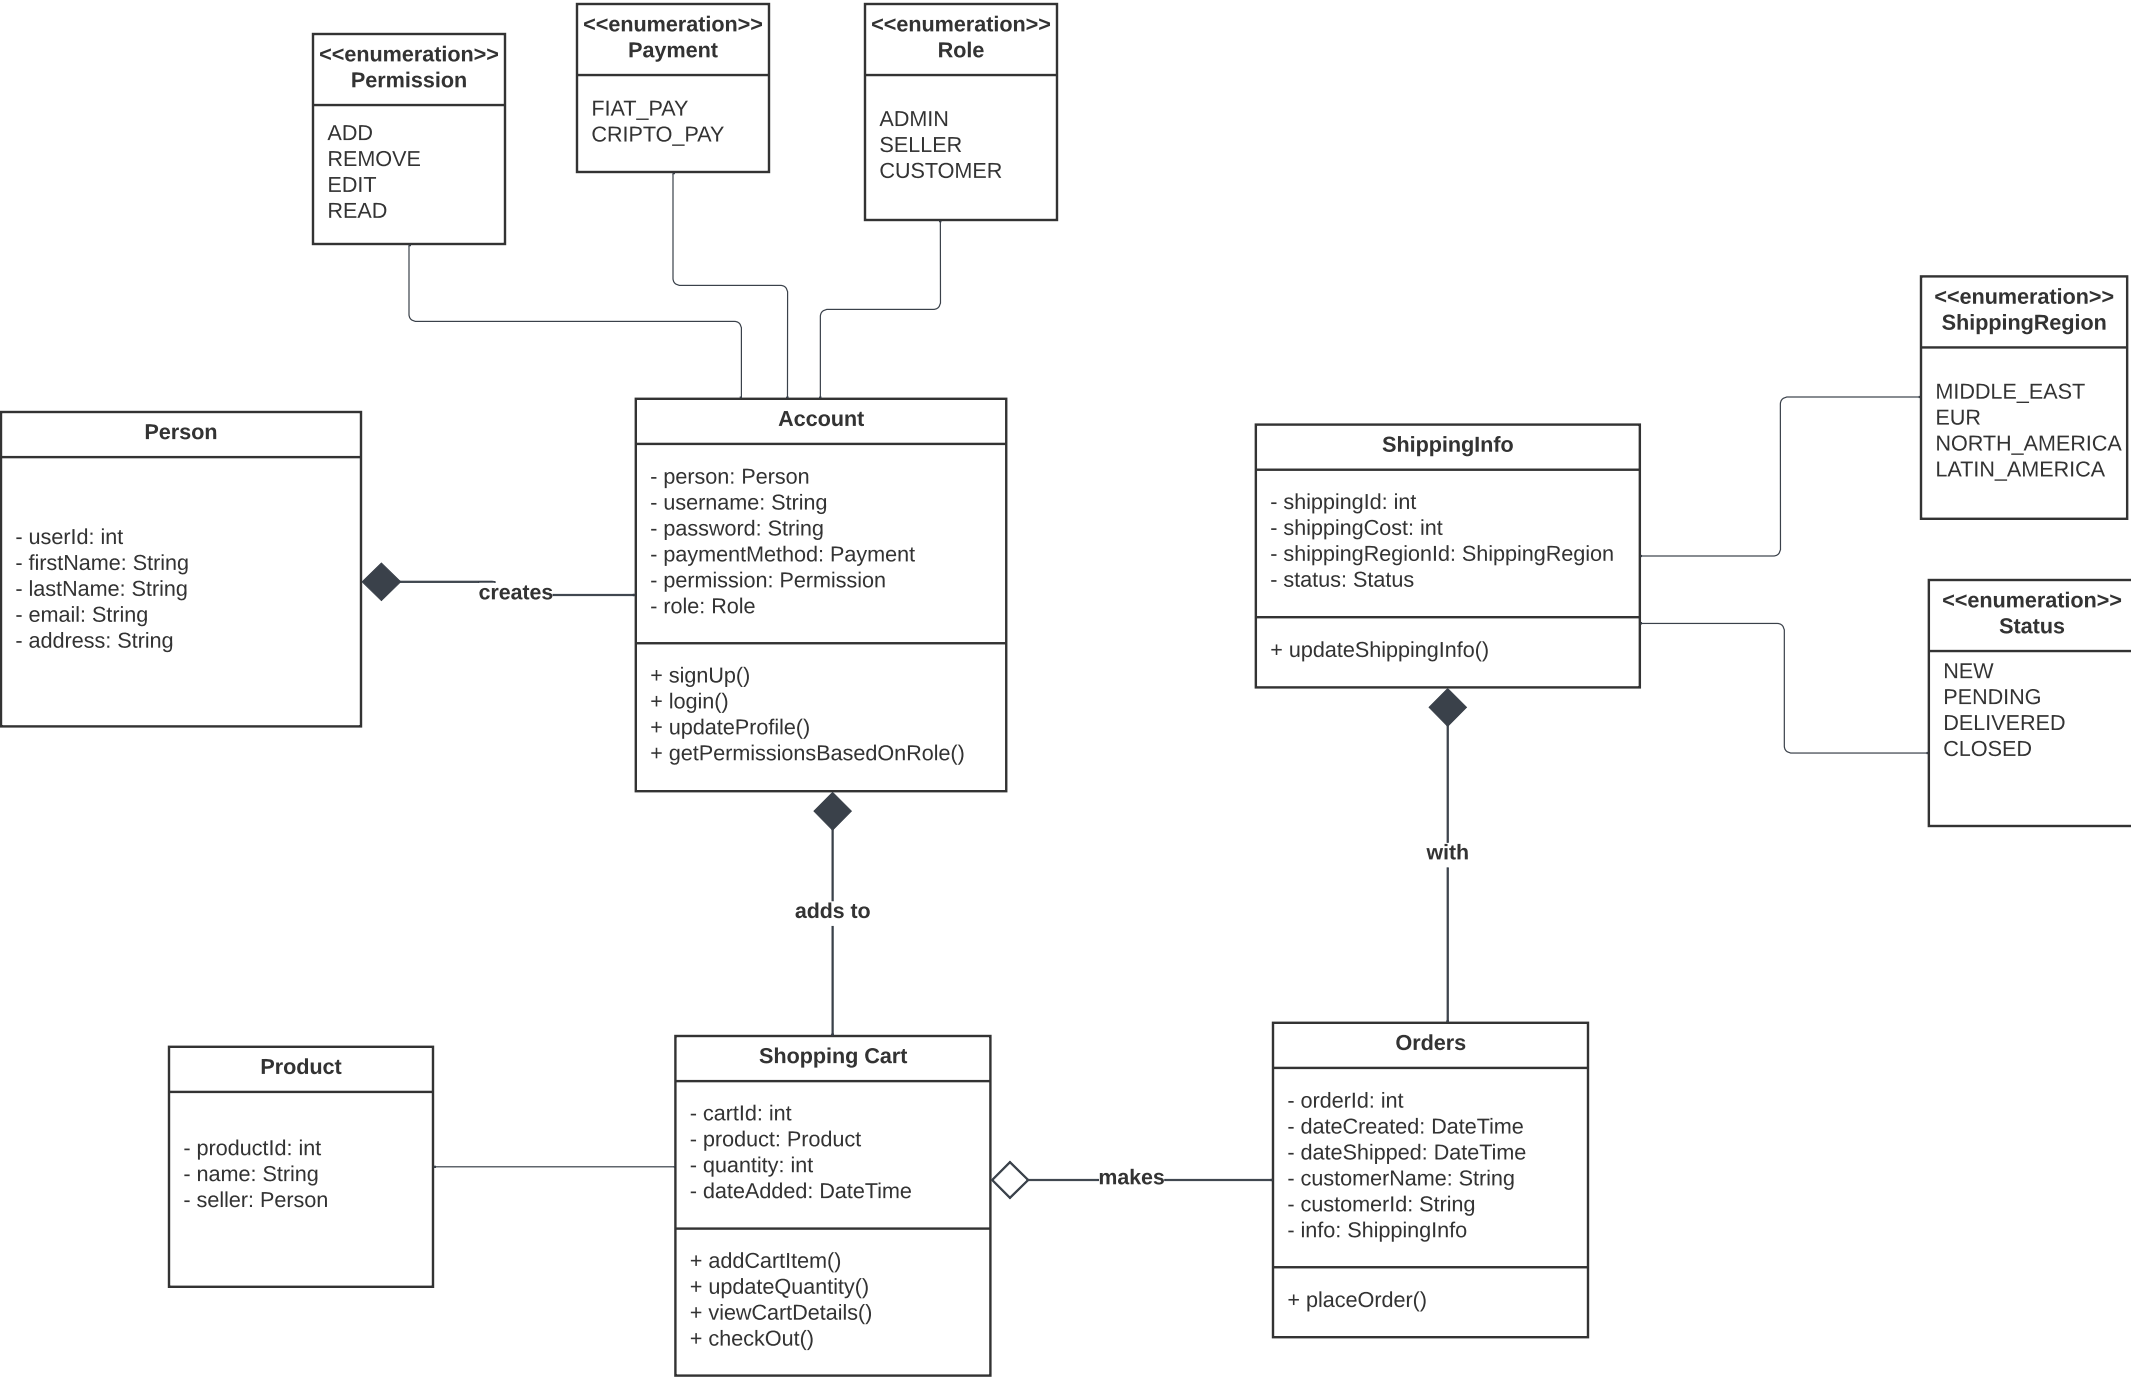 <<enumeration>>
Permission
ADD
REMOVE
EDIT
READ
<<enumeration>>
Payment
FIAT_PAY
CRIPTO_PAY
<<enumeration>>
Role
ADMIN
SELLER
CUSTOMER
<<enumeration>>
ShippingRegion
MIDDLE_EAST
EUR
NORTH_AMERICA
LATIN_AMERICA
Person
- userId: int
- firstName: String
- lastName: String
- email: String
- address: String
creates
Account
- person: Person
- username: String
- password: String
- paymentMethod: Payment
- permission: Permission
- role: Role
+ signUp()
+ login()
+ updateProfile()
+ getPermissionsBasedOnRole()
ShippingInfo
- shippingId: int
- shippingCost: int
- shippingRegionId: ShippingRegion
- status: Status
+ updateShippingInfo()
<<enumeration>>
Status
NEW
PENDING
DELIVERED
CLOSED
adds to
with
Product
- productId: int
- name: String
- seller: Person
Shopping Cart
- cartId: int
- product: Product
- quantity: int
- dateAdded: DateTime
+ addCartItem()
+ updateQuantity()
+ viewCartDetails()
+ checkOut()
makes
Orders
- orderId: int
- dateCreated: DateTime
- dateShipped: DateTime
- customerName: String
- customerId: String
- info: ShippingInfo
+ placeOrder()